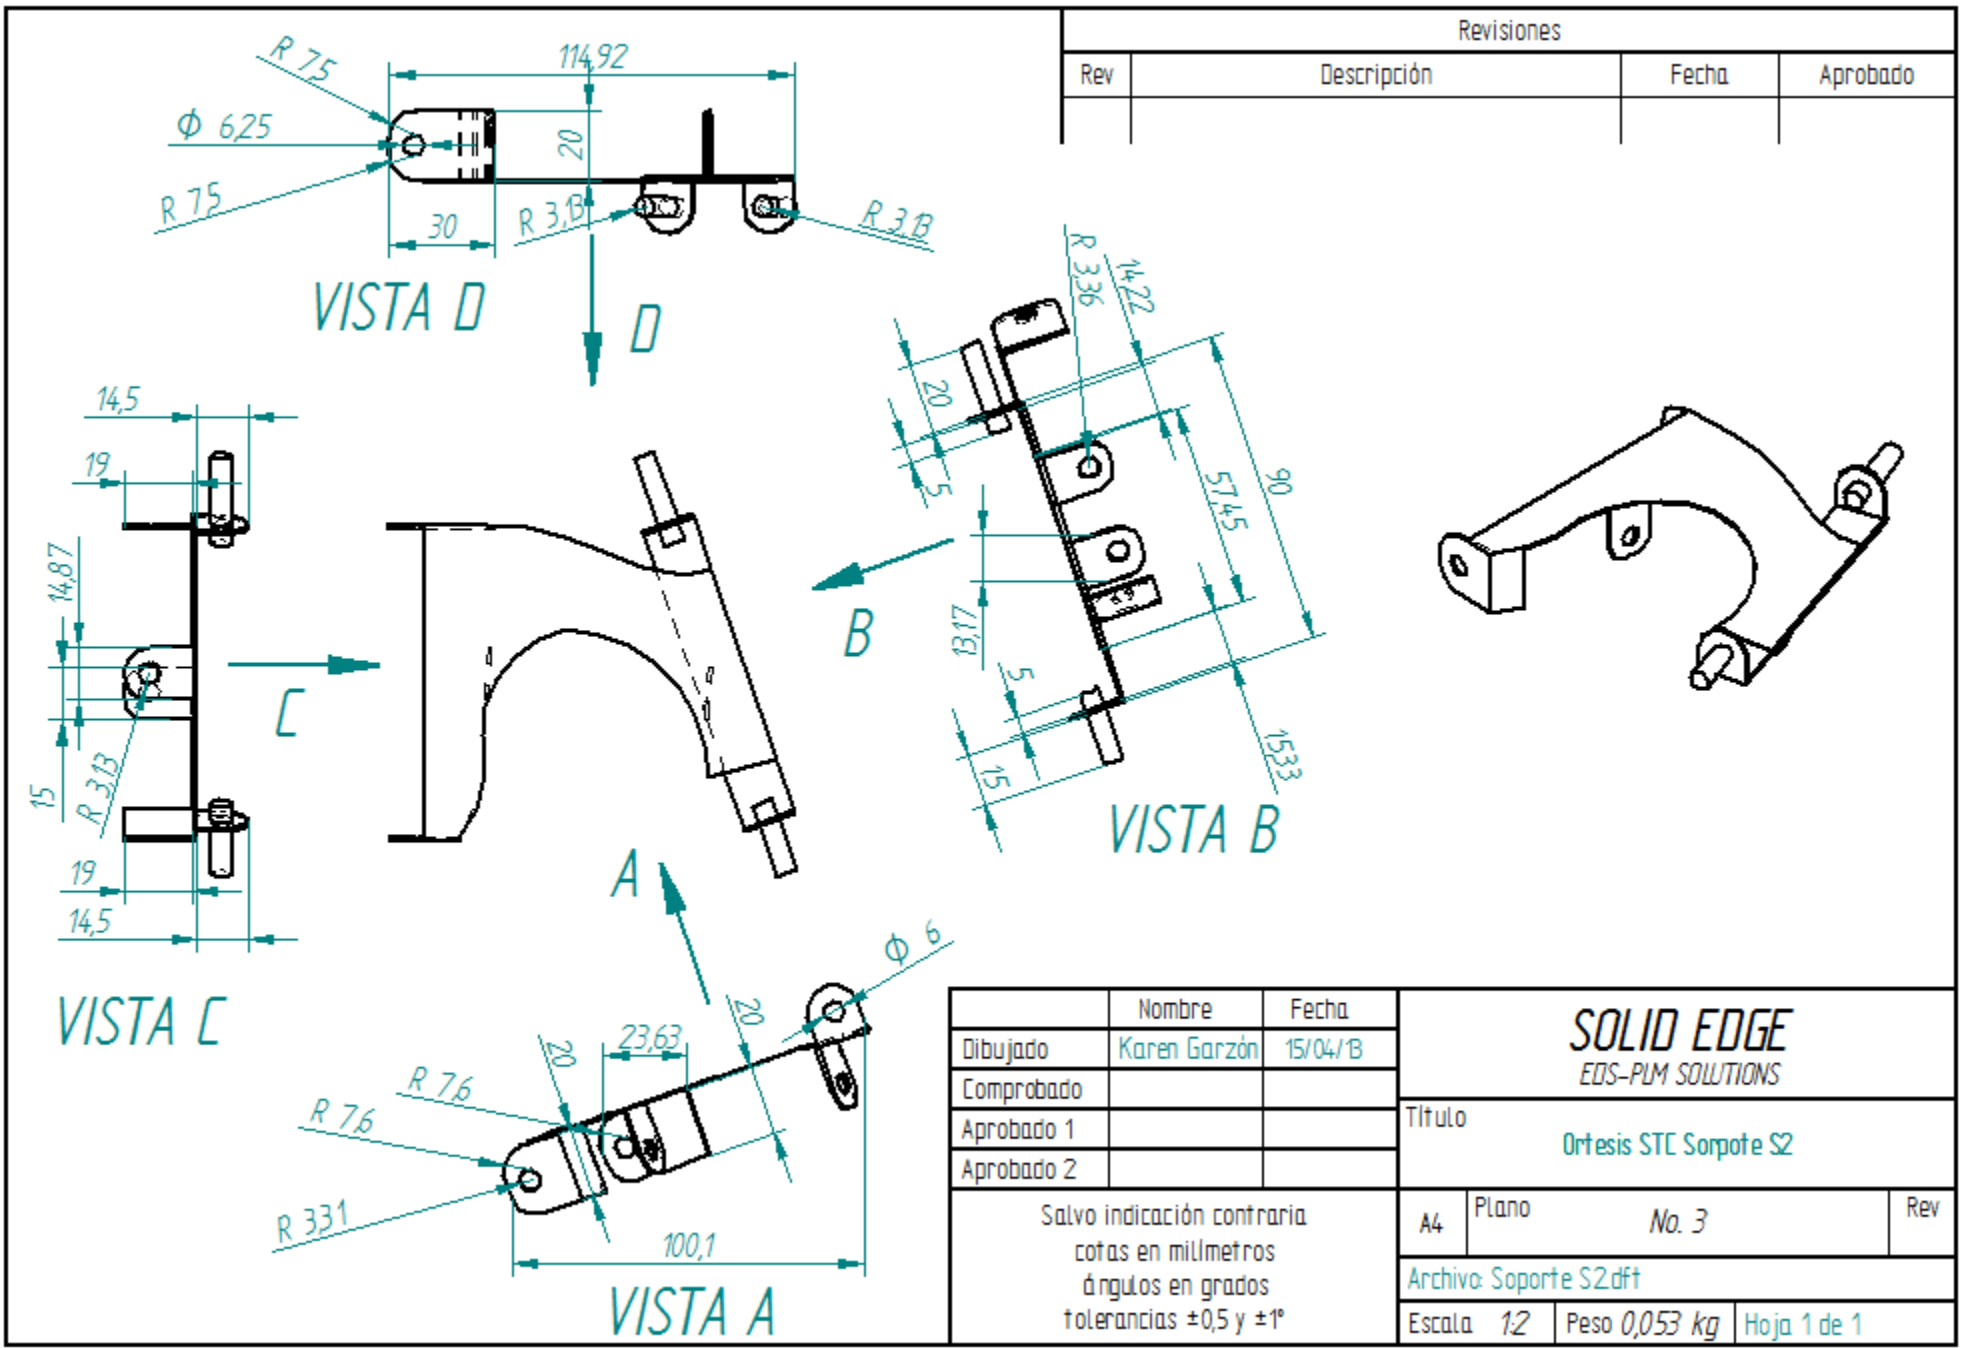 Revisiones
Rev Descripción Fecha Aprobado
R 7,5
114,92
Φ 6,25
20
R 7,5
30
R 3,13
R 3,13
VISTA D
D
R 3,36
14,22
20
5
57,45
90
13,17
5
15
15,33
B
VISTA B
14,5
19
14,87
C
15
R 3,13
19
14,5
VISTA C
A
Φ 6
20
23,63
20
R 7,6
R 7,6
R 3,31
100,1
VISTA A
Nombre Fecha
Dibujado Karen Garzón 15/04/13
Comprobado
Aprobado 1
Aprobado 2
Salvo indicación contraria
cotas en milímetros
ángulos en grados
tolerancias ±0,5 y ±1º
SOLID EDGE
EDS-PLM SOLUTIONS
Título
Ortesis STC Sorpote S2
A4 Plano No. 3 Rev
Archivo: Soporte S2.dft
Escala 1:2 Peso 0,053 kg Hoja 1 de 1